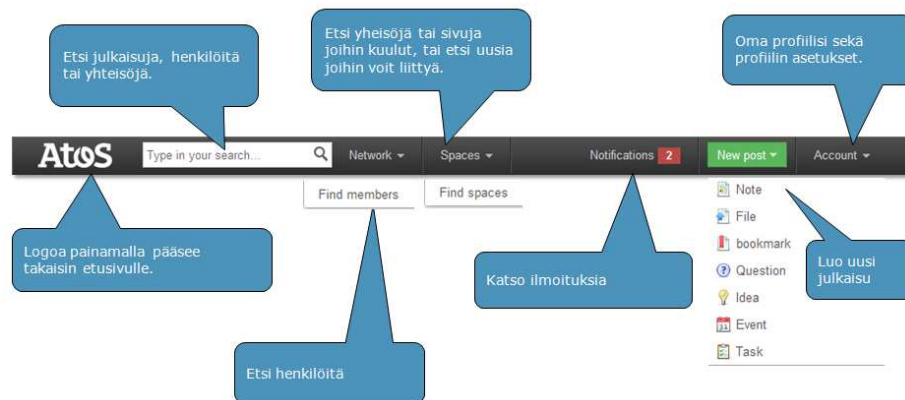 Etsi julkaisuja, henkilöitä
tai yhteisöjä.
Etsi yheisöjä tai sivuja
joihin kuulut, tai etsi uusia
joihin voit liittyä.
Oma profiilisi sekä
profiilin asetukset.
Atos
Type in your search...
Network
Spaces
Notifications 2
New post
Account
Find members
Find spaces
Note
File
bookmark
Question
Idea
Event
Task
Logoa painamalla pääsee
takaisin etusivulle.
Katso ilmoituksia
Luo uusi
julkaisu
Etsi henkilöitä